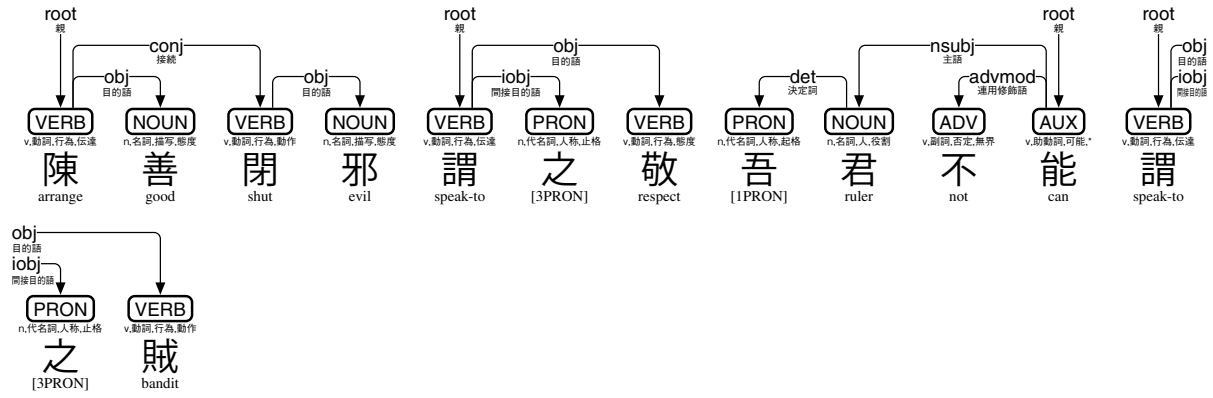 root root root root
親 親 親 親
conj obj nsubj obj
接続 目的語 主語 目的語
obj obj iobj det advmod iobj
目的語 目的語 間接目的語 決定詞 連用修飾語 間接目的語
VERB NOUN VERB NOUN VERB PRON VERB PRON NOUN ADV AUX VERB
v,動詞,行為,伝達 n,名詞,描写,態度 v,動詞,行為,動作 n,名詞,描写,態度 v,動詞,行為,伝達 n,代名詞,人称,止格 v,動詞,行為,態度 n,代名詞,人称,起格 n,名詞,人,役割 v,副詞,否定,無界 v,助動詞,可能,* v,動詞,行為,伝達
陳 善 閉 邪 謂 之 敬 吾 君 不 能 謂
arrange good shut evil speak-to [3PRON] respect [1PRON] ruler not can speak-to
obj
目的語
iobj
間接目的語
PRON VERB
n,代名詞,人称,止格 v,動詞,行為,動作
之 賊
[3PRON] bandit